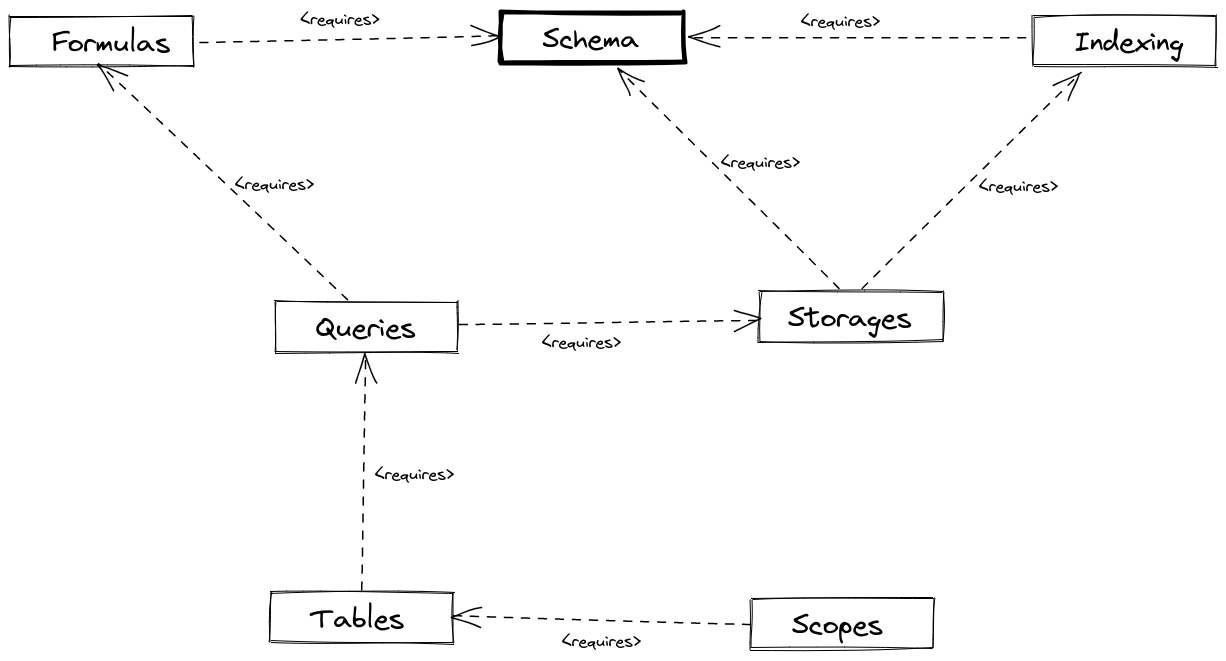 <requires>
<requires>
Formulas
Schema
Indexing
<requires>
<requires>
<requires>
Queries
Storages
<requires>
<requires>
Tables
Scopes
<requires>